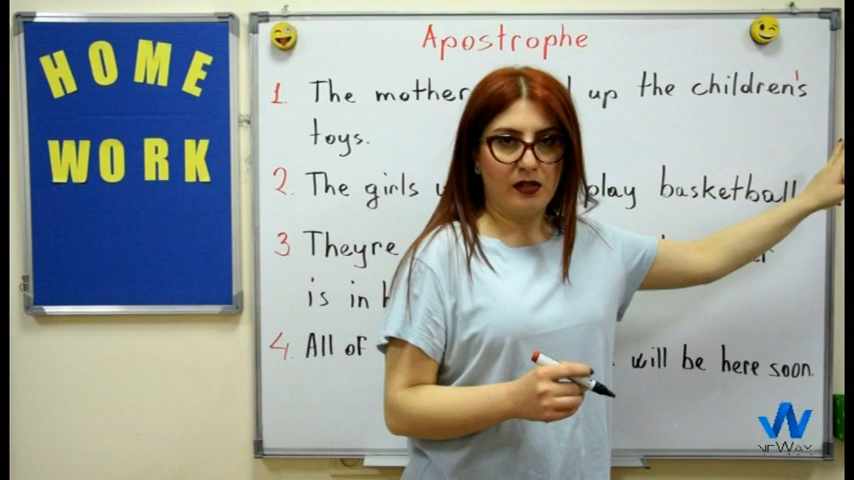 HOME
WORK
Apostrophe
1. The mother up the children's
toys.
2. The girls play basketball
3 Theyre
is in
4. All of will be here soon.